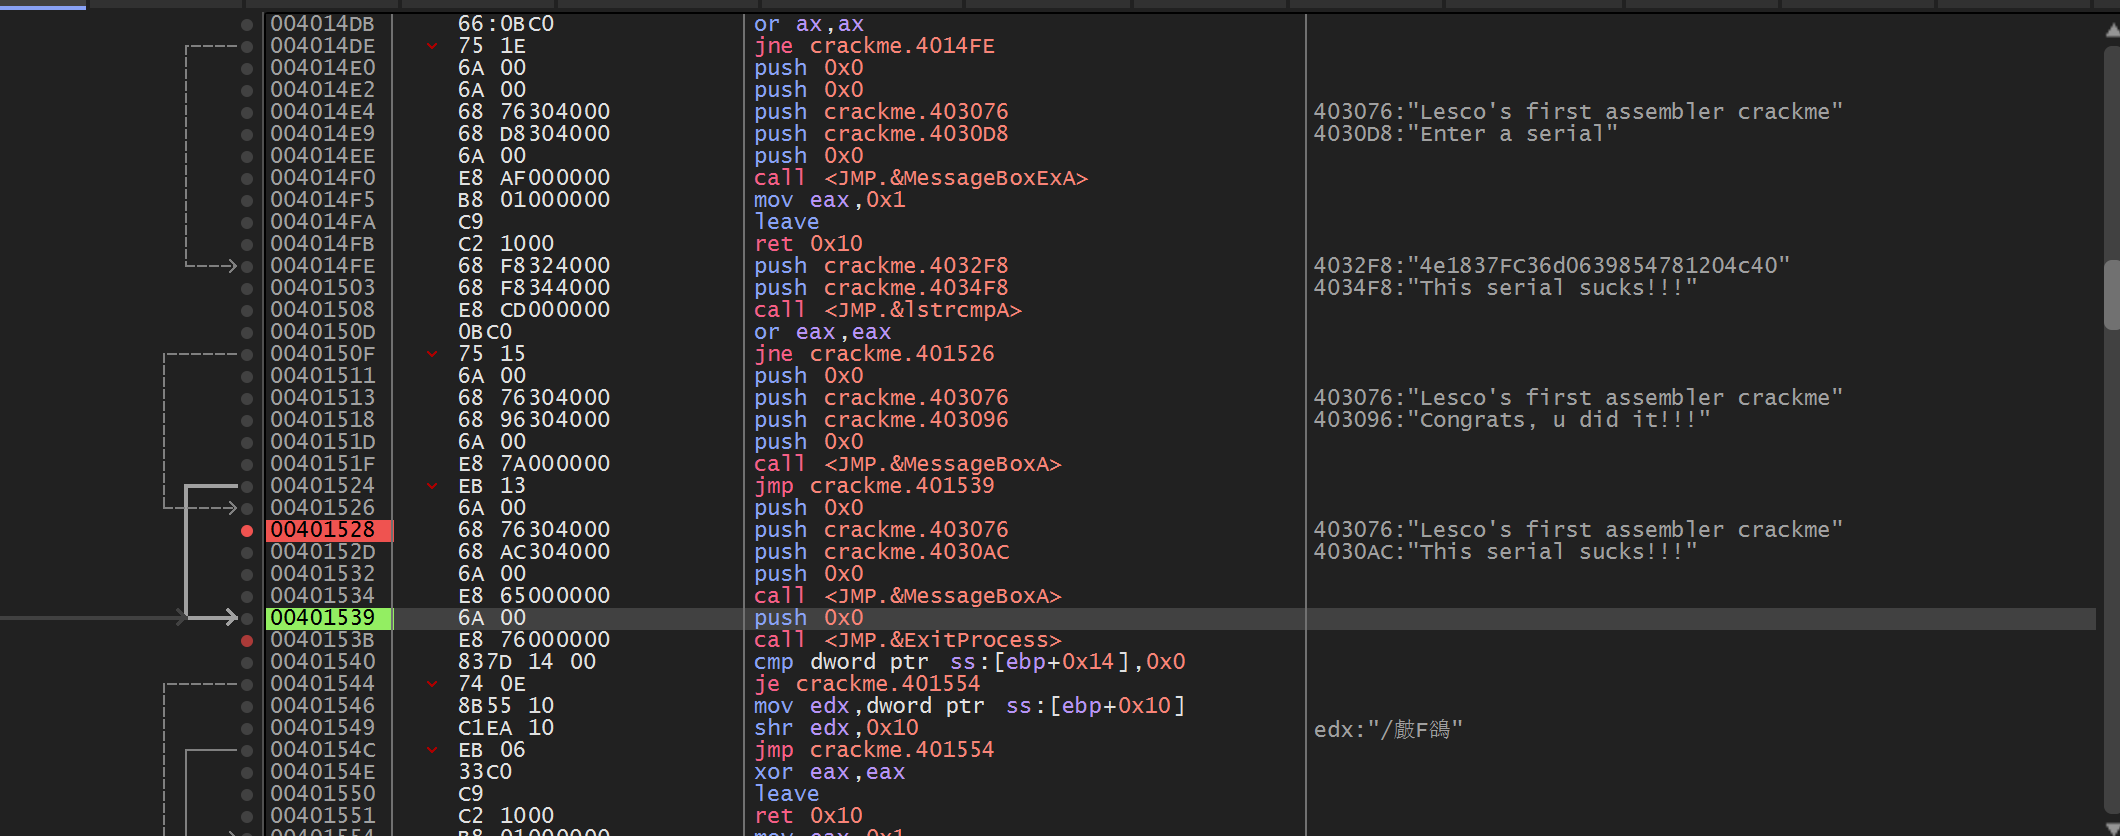 004014DB 66:0BC0 or ax,ax
004014DE 75 1E jne crackme.4014FE
004014E0 6A 00 push 0x0
004014E2 6A 00 push 0x0
004014E4 68 76304000 push crackme.403076 403076:"Lesco's first assembler crackme"
004014E9 68 D8304000 push crackme.4030D8 4030D8:"Enter a serial"
004014EE 6A 00 push 0x0
004014F0 E8 AF000000 call <JMP.&MessageBoxExA>
004014F5 B8 01000000 mov eax,0x1
004014FA C9 leave
004014FB C2 1000 ret 0x10
004014FE 68 F8324000 push crackme.4032F8 4032F8:"4e1837FC36d0639854781204c40"
00401503 68 F8344000 push crackme.4034F8 4034F8:"This serial sucks!!!"
00401508 E8 CD000000 call <JMP.&lstrcmpA>
0040150D 0BC0 or eax,eax
0040150F 75 15 jne crackme.401526
00401511 6A 00 push 0x0
00401513 68 76304000 push crackme.403076 403076:"Lesco's first assembler crackme"
00401518 68 96304000 push crackme.403096 403096:"Congrats, u did it!!!"
0040151D 6A 00 push 0x0
0040151F E8 7A000000 call <JMP.&MessageBoxA>
00401524 EB 13 jmp crackme.401539
00401526 6A 00 push 0x0
00401528 68 76304000 push crackme.403076 403076:"Lesco's first assembler crackme"
0040152D 68 AC304000 push crackme.4030AC 4030AC:"This serial sucks!!!"
00401532 6A 00 push 0x0
00401534 E8 65000000 call <JMP.&MessageBoxA>
00401539 6A 00 push 0x0
0040153B E8 76000000 call <JMP.&ExitProcess>
00401540 837D 14 00 cmp dword ptr ss:[ebp+0x14],0x0
00401544 74 0E je crackme.401554
00401546 8B55 10 mov edx,dword ptr ss:[ebp+0x10]
00401549 C1EA 10 shr edx,0x10
0040154C EB 06 jmp crackme.401554
0040154E 33C0 xor eax,eax
00401550 C9 leave
00401551 C2 1000 ret 0x10
00401554 B8 01000000 mov eax,0x1